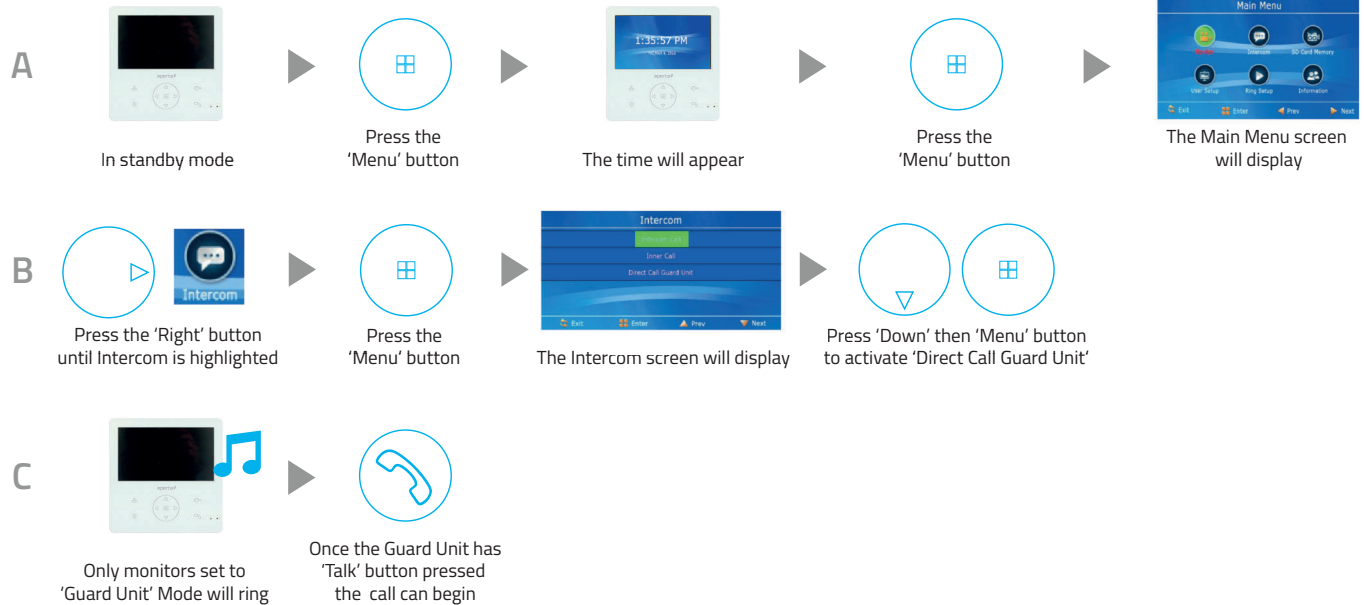 A
1:35:57 PM
aperta
aperta
Main Menu
Intercom
SD Card Memory
User Setup
Ring Setup
Information
Exit
Enter
Prev
Next
In standby mode
Press the
‘Menu’ button
The time will appear
Press the
‘Menu’ button
The Main Menu screen
will display
B
Intercom
Intercom
Inner Call
Direct Call Guard Unit
Exit
Enter
Prev
Next
Press the ‘Right’ button
until Intercom is highlighted
Press the
‘Menu’ button
The Intercom screen will display
Press ‘Down’ then ‘Menu’ button
to activate ‘Direct Call Guard Unit’
C
aperta
Only monitors set to
‘Guard Unit’ Mode will ring
Once the Guard Unit has
‘Talk’ button pressed
the call can begin